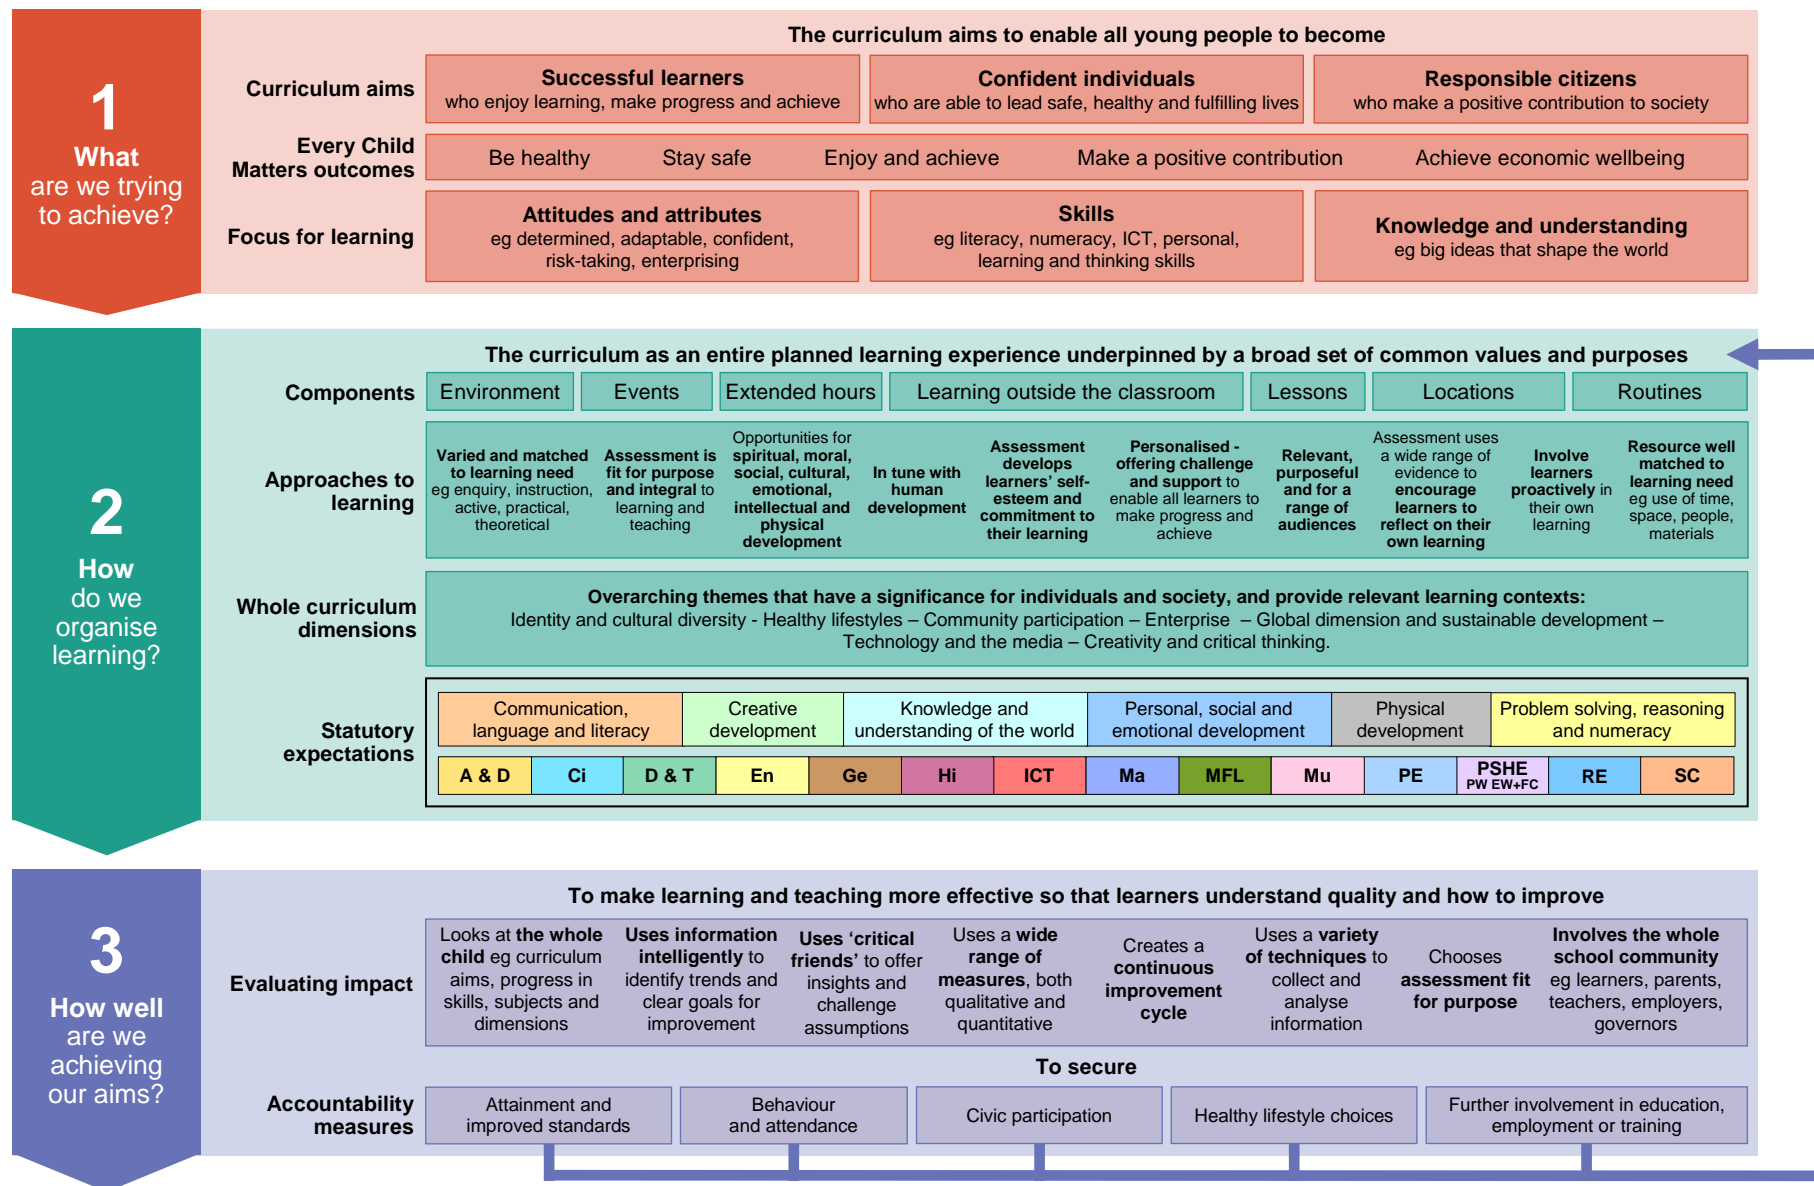 1
What
are we trying
to achieve?
The curriculum aims to enable all young people to become
Curriculum aims
Successful learners
who enjoy learning, make progress and achieve
Confident individuals
who are able to lead safe, healthy and fulfilling lives
Responsible citizens
who make a positive contribution to society
Every Child
Matters outcomes
Be healthy
Stay safe
Enjoy and achieve
Make a positive contribution
Achieve economic wellbeing
Focus for learning
Attitudes and attributes
eg determined, adaptable, confident,
risk-taking, enterprising
Skills
eg literacy, numeracy, ICT, personal,
learning and thinking skills
Knowledge and understanding
eg big ideas that shape the world
2
How
do we
organise
learning?
The curriculum as an entire planned learning experience underpinned by a broad set of common values and purposes
Components
Environment
Events
Extended hours
Learning outside the classroom
Lessons
Locations
Routines
Approaches to
learning
Varied and matched
to learning need
eg enquiry, instruction,
active, practical,
theoretical
Assessment is
fit for purpose
and integral to
learning and
teaching
Opportunities for
spiritual, moral,
social, cultural,
emotional,
intellectual and
physical
development
In tune with
human
development
Assessment
develops
learners' self-
esteem and
commitment to
their learning
Personalised -
offering challenge
and support to
enable all learners to
make progress and
achieve
Relevant,
purposeful
and for a
range of
audiences
Assessment uses
a wide range of
evidence to
encourage
learners to
reflect on their
own learning
Involve
learners
proactively in
their own
learning
Resource well
matched to
learning need
eg use of time,
space, people,
materials
Whole curriculum
dimensions
Overarching themes that have a significance for individuals and society, and provide relevant learning contexts:
Identity and cultural diversity - Healthy lifestyles – Community participation – Enterprise – Global dimension and sustainable development –
Technology and the media – Creativity and critical thinking.
Statutory
expectations
Communication,
language and literacy
Creative
development
Knowledge and
understanding of the world
Personal, social and
emotional development
Physical
development
Problem solving, reasoning
and numeracy
A & D
Ci
D & T
En
Ge
Hi
ICT
Ma
MFL
Mu
PE
PSHE
PW EW+FC
RE
SC
3
How well
are we
achieving
our aims?
To make learning and teaching more effective so that learners understand quality and how to improve
Evaluating impact
Looks at the whole
child eg curriculum
aims, progress in
skills, subjects and
dimensions
Uses information
intelligently to
identify trends and
clear goals for
improvement
Uses ‘critical
friends’ to offer
insights and
challenge
assumptions
Uses a wide
range of
measures, both
qualitative and
quantitative
Creates a
continuous
improvement
cycle
Uses a variety
of techniques to
collect and
analyse
information
Chooses
assessment fit
for purpose
Involves the whole
school community
eg learners, parents,
teachers, employers,
governors
To secure
Accountability
measures
Attainment and
improved standards
Behaviour
and attendance
Civic participation
Healthy lifestyle choices
Further involvement in education,
employment or training